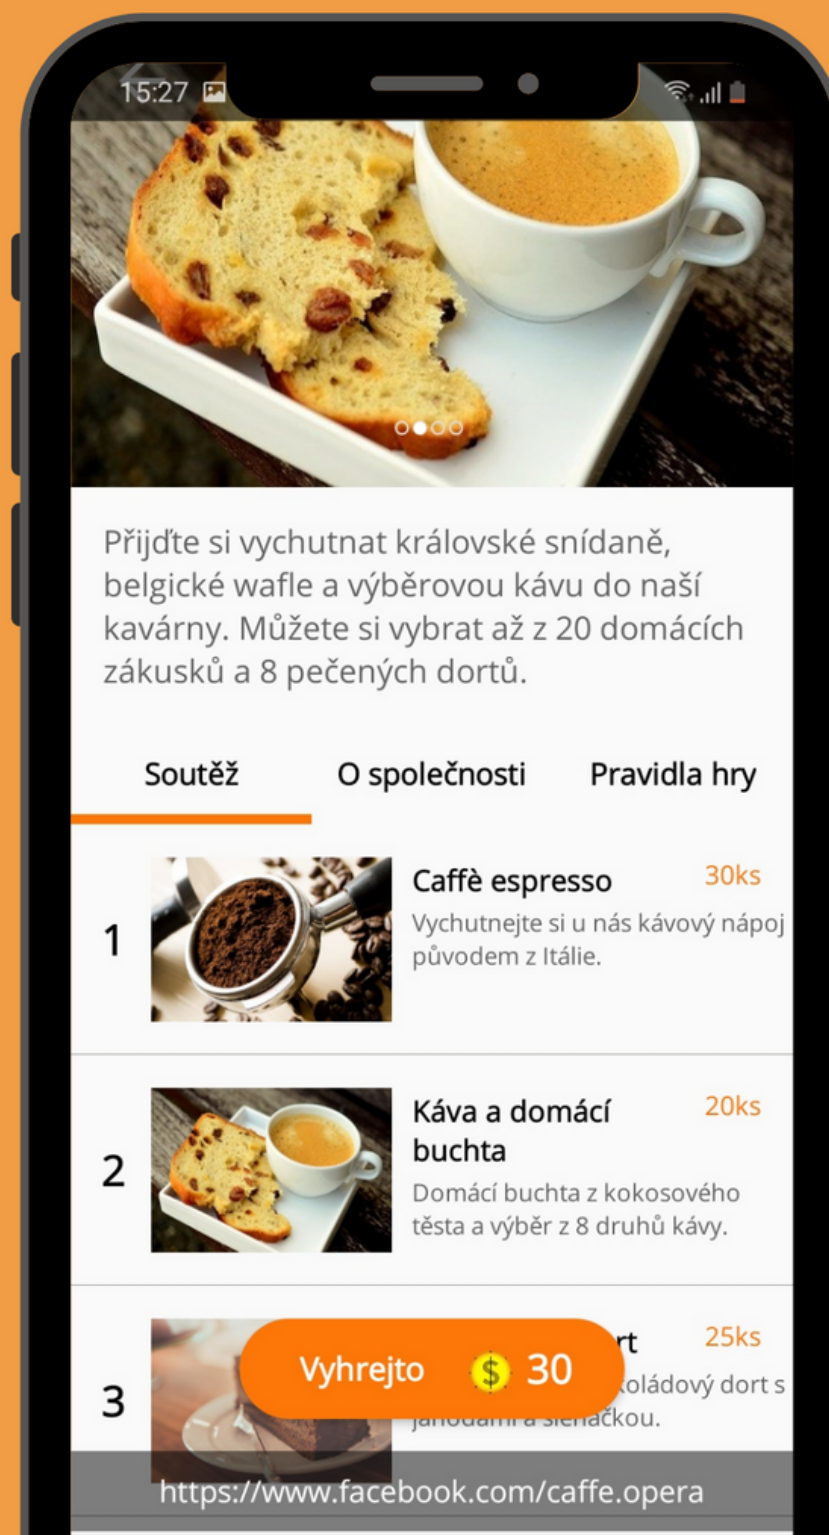 15:27
Přijďte si vychutnat královské snídaně,
belgické wafle a výběrovou kávu do naší
kavárny. Můžete si vybrat až z 20 domácích
zákusků a 8 pečených dortů.
Soutěž
O společnosti
Pravidla hry
1
Caffè espresso
30ks
Vychutnejte si u nás kávový nápoj
původem z Itálie.
2
Káva a domácí
buchta
20ks
Domácí buchta z kokosového
těsta a výběr z 8 druhů kávy.
3
25ks
dort s
Vyhrejto $ 30
https://www.facebook.com/caffe.opera